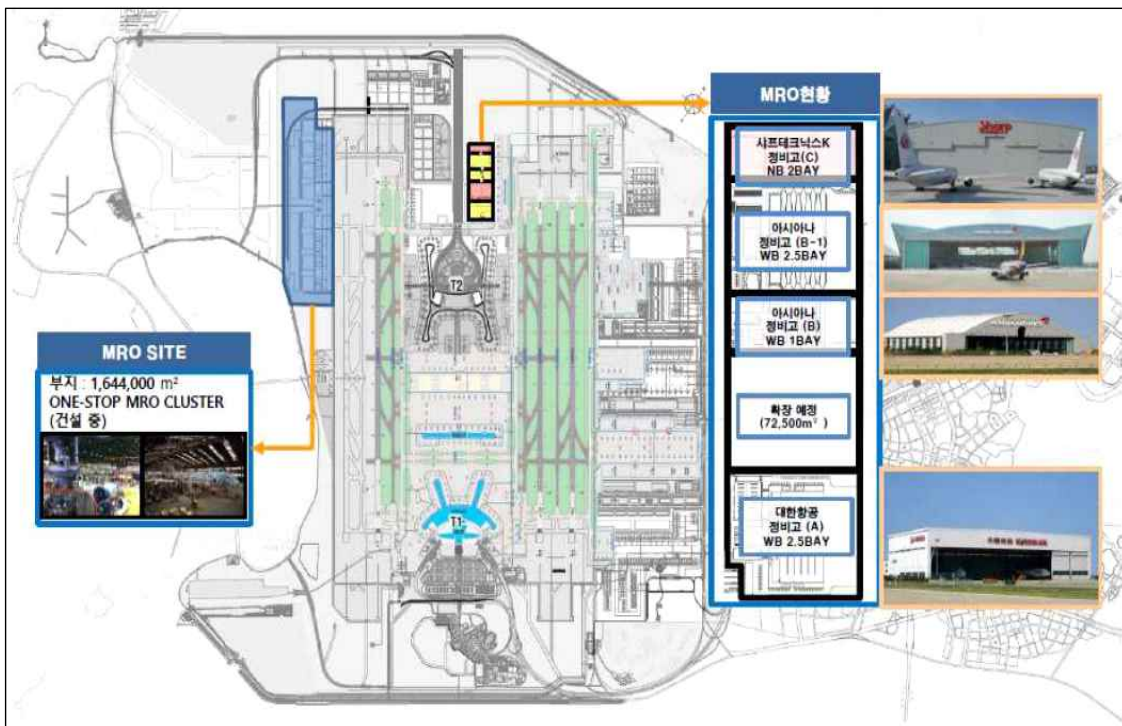 MRO현황
샤프테크닉스K
정비고(C)
NB 2BAY
아시아나
정비고 (B-1)
WB 2.5BAY
아시아나
정비고 (B)
WB 1BAY
확장 예정
(72,500m² )
대한항공
정비고 (A)
WB 2.5BAY
T2
T1
MRO SITE
부지 : 1,644,000 m²
ONE-STOP MRO CLUSTER
(건설 중)
Sharp